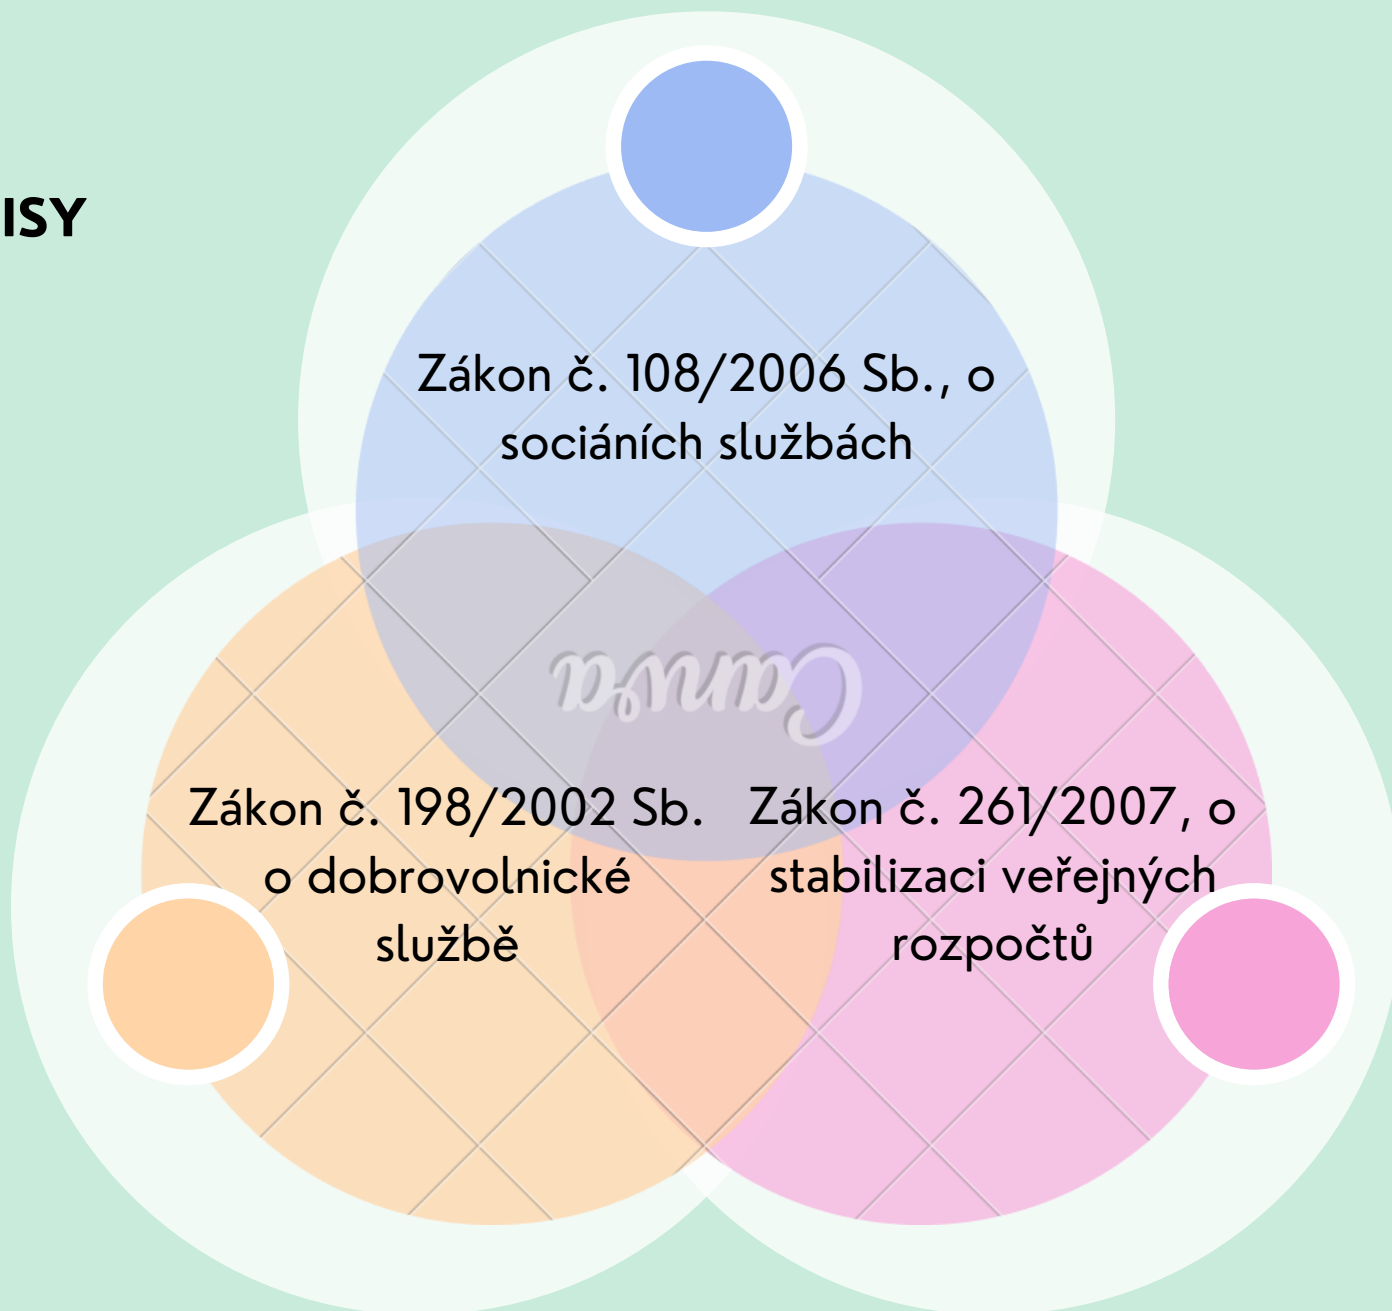 ISY
Zákon č. 108/2006 Sb., o
sociáních službách
Canva
Zákon č. 198/2002 Sb.
o dobrovolnické
službě
Zákon č. 261/2007, o
stabilizaci veřejných
rozpočtů